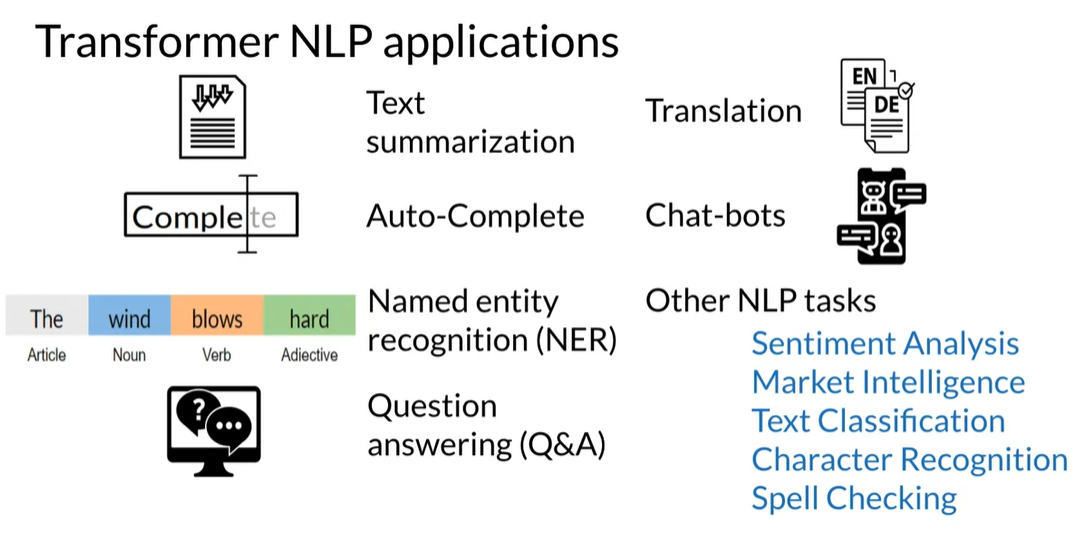 Transformer NLP applications
Text
summarization
Translation
EN
DE
Complete
Auto-Complete
Chat-bots
The wind blows hard
Article Noun Verb Adjective
Named entity
recognition (NER)
?
Question
answering (Q&A)
Other NLP tasks
Sentiment Analysis
Market Intelligence
Text Classification
Character Recognition
Spell Checking